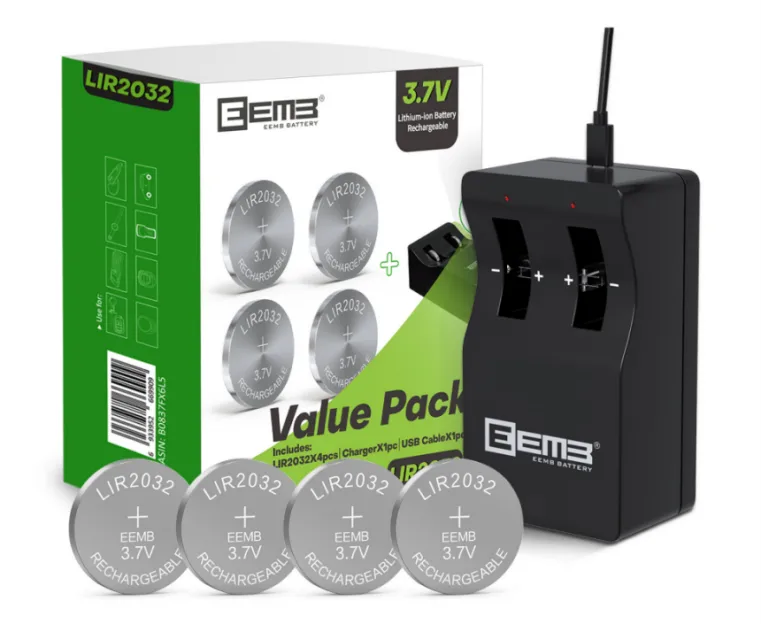 LIR2032
EEMB®
EEMB BATTERY
3.7V
Lithium-ion Battery
Rechargeable
LIR2032
+
3.7V
RECHARGEABLE
LIR2032
+
3.7V
RECHARGEABLE
LIR2032
+
3.7V
RECHARGEABLE
LIR2032
+
3.7V
+
▶ Use for:
6 933952 669909
ASIN: B0837FX6L5
Value Pack
Includes:
LIR2032X4pcs| ChargerX1pc| USB CableX1pc
- + + -
EEMB®
EEMB BATTERY
LIR2032
+
EEMB
3.7V
RECHARGEABLE
LIR2032
+
EEMB
3.7V
RECHARGEABLE
LIR2032
+
EEMB
3.7V
RECHARGEABLE
LIR2032
+
EEMB
3.7V
RECHARGEABLE